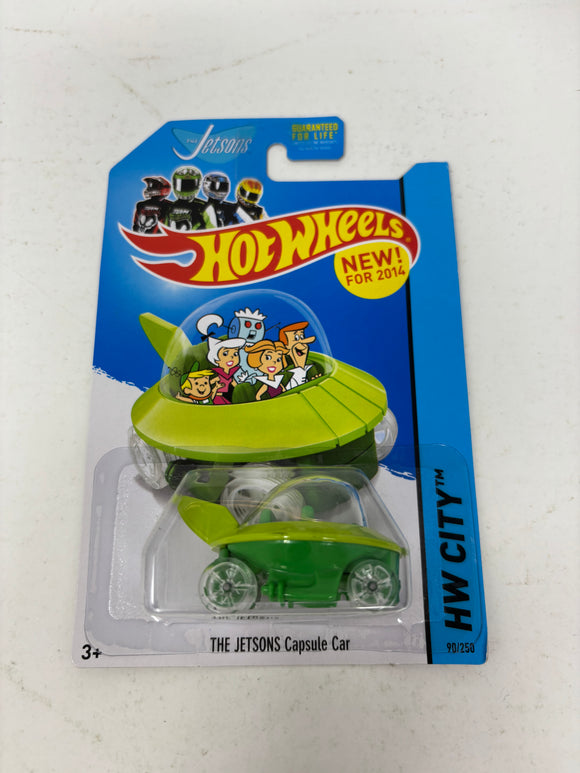 THE Jetsons
GUARANTEED
FOR LIFE
HOT WHEELS
NEW!
FOR 2014
HW CITY™
90/250
THE JETSONS Capsule Car
3+